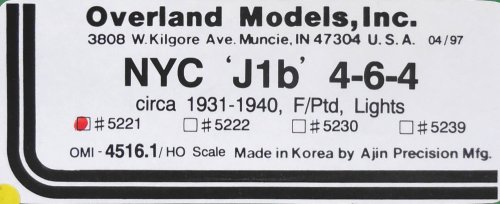 Overland Models, Inc.
3808 W. Kilgore Ave. Muncie, IN 47304 U. S. A. 04/97
NYC 'J1b' 4-6-4
circa 1931-1940, F/Ptd, Lights
#5221 #5222 #5230 #5239
OMI - 4516.1/ HO Scale Made in Korea by Ajin Precision Mfg.